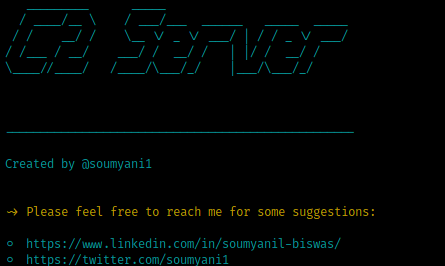 C2 Server
Created by @soumyani1
~> Please feel free to reach me for some suggestions:
○ https://www.linkedin.com/in/soumyanil-biswas/
○ https://twitter.com/soumyani1